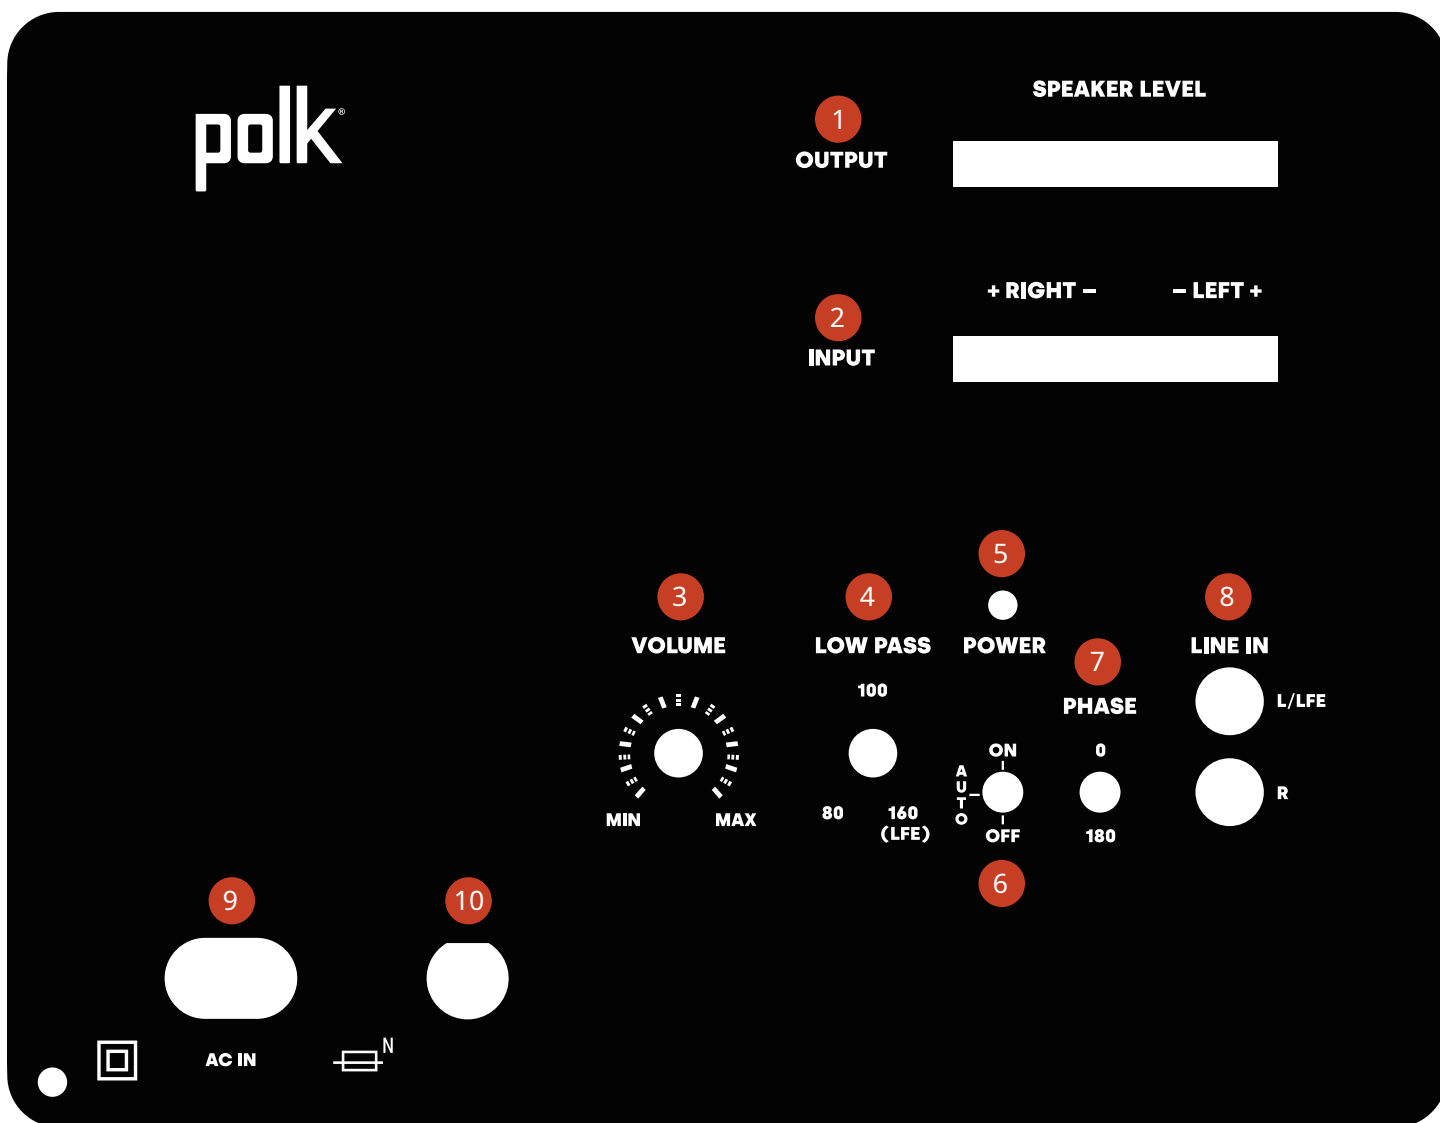 polk®
SPEAKER LEVEL
1
OUTPUT
+ RIGHT – – LEFT +
2
INPUT
3
VOLUME
MIN MAX
4
LOW PASS
100
80 160
(LFE)
5
POWER
ON
AUTO
OFF
6
7
PHASE
0
180
8
LINE IN
L/LFE
R
9
AC IN
10
N